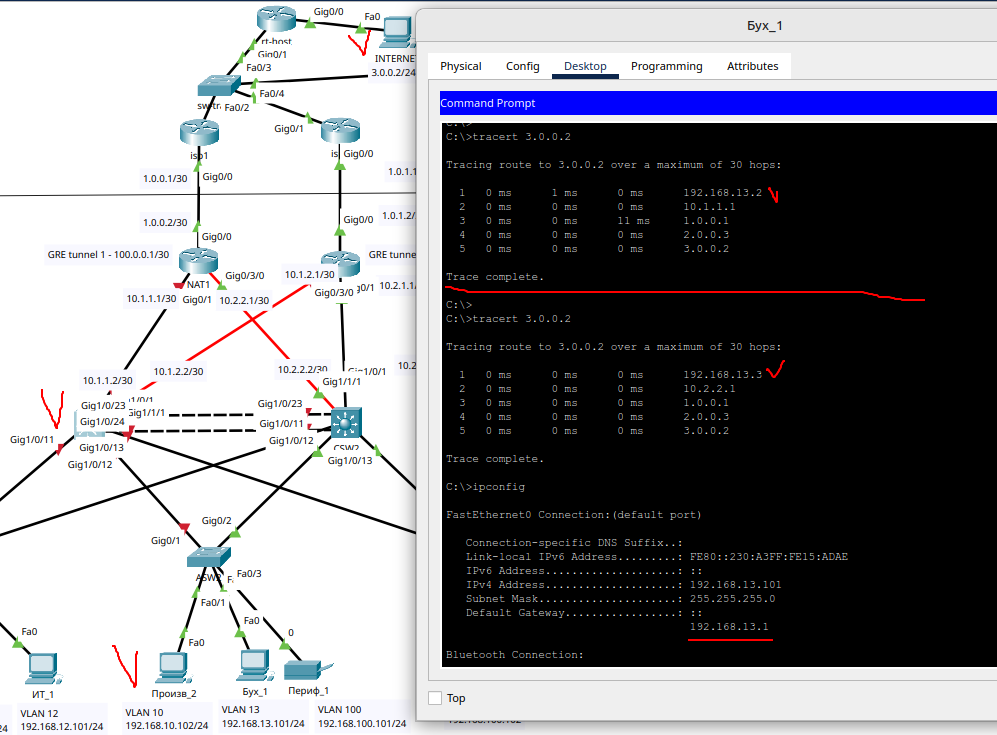 Gig0/0
Fa0
rt-host
Gig0/1
INTERNE
3.0.0.2/24
Fa0/3
Fa0/4
Fa0/2
Gig0/1
isp1
Gig0/0
Gig0/0
1.0.0.1/30
1.0.1.1
1.0.0.2/30
Gig0/0
1.0.1.2/
Gig0/0
GRE tunnel 1 - 100.0.0.1/30
GRE tunne
NAT1
Gig0/3/0
10.1.2.1/30
10.1.1.1/30
Gig0/1
10.2.2.1/30
Gig0/3/0
10.2.1.1/
10.1.2.2/30
10.2.2.2/30
Gig1/0/1
10.2
10.1.1.2/30
Gig1/1/1
Gig1/0/23
Gig1/1/1
Gig1/0/24
Gig1/0/23
Gig1/0/11
Gig1/0/11
Gig1/0/12
Gig1/0/13
CSW2
Gig1/0/12
Gig1/0/13
Gig0/2
Gig0/1
ASW2
Fa0/3
Fa0/1
Fa0
Fa0
Fa0
0
ИТ_1
Произв_2
Бух_1
Периф_1
VLAN 12
192.168.12.101/24
VLAN 10
192.168.10.102/24
VLAN 13
192.168.13.101/24
VLAN 100
192.168.100.101/24
24
Бух_1
Physical Config Desktop Programming Attributes
Command Prompt
C:\>
C:\>tracert 3.0.0.2
Tracing route to 3.0.0.2 over a maximum of 30 hops:
1 0 ms 1 ms 0 ms 192.168.13.2
2 0 ms 0 ms 0 ms 10.1.1.1
3 0 ms 0 ms 11 ms 1.0.0.1
4 0 ms 0 ms 0 ms 2.0.0.3
5 0 ms 0 ms 0 ms 3.0.0.2
Trace complete.
C:\>
C:\>tracert 3.0.0.2
Tracing route to 3.0.0.2 over a maximum of 30 hops:
1 0 ms 0 ms 0 ms 192.168.13.3
2 0 ms 0 ms 0 ms 10.2.2.1
3 0 ms 0 ms 0 ms 1.0.0.1
4 0 ms 0 ms 0 ms 2.0.0.3
5 0 ms 0 ms 0 ms 3.0.0.2
Trace complete.
C:\>ipconfig
FastEthernet0 Connection:(default port)
Connection-specific DNS Suffix..:
Link-local IPv6 Address.........: FE80::230:A3FF:FE15:ADAE
IPv6 Address....................: ::
IPv4 Address....................: 192.168.13.101
Subnet Mask.....................: 255.255.255.0
Default Gateway.................: ::
192.168.13.1
Bluetooth Connection:
Top